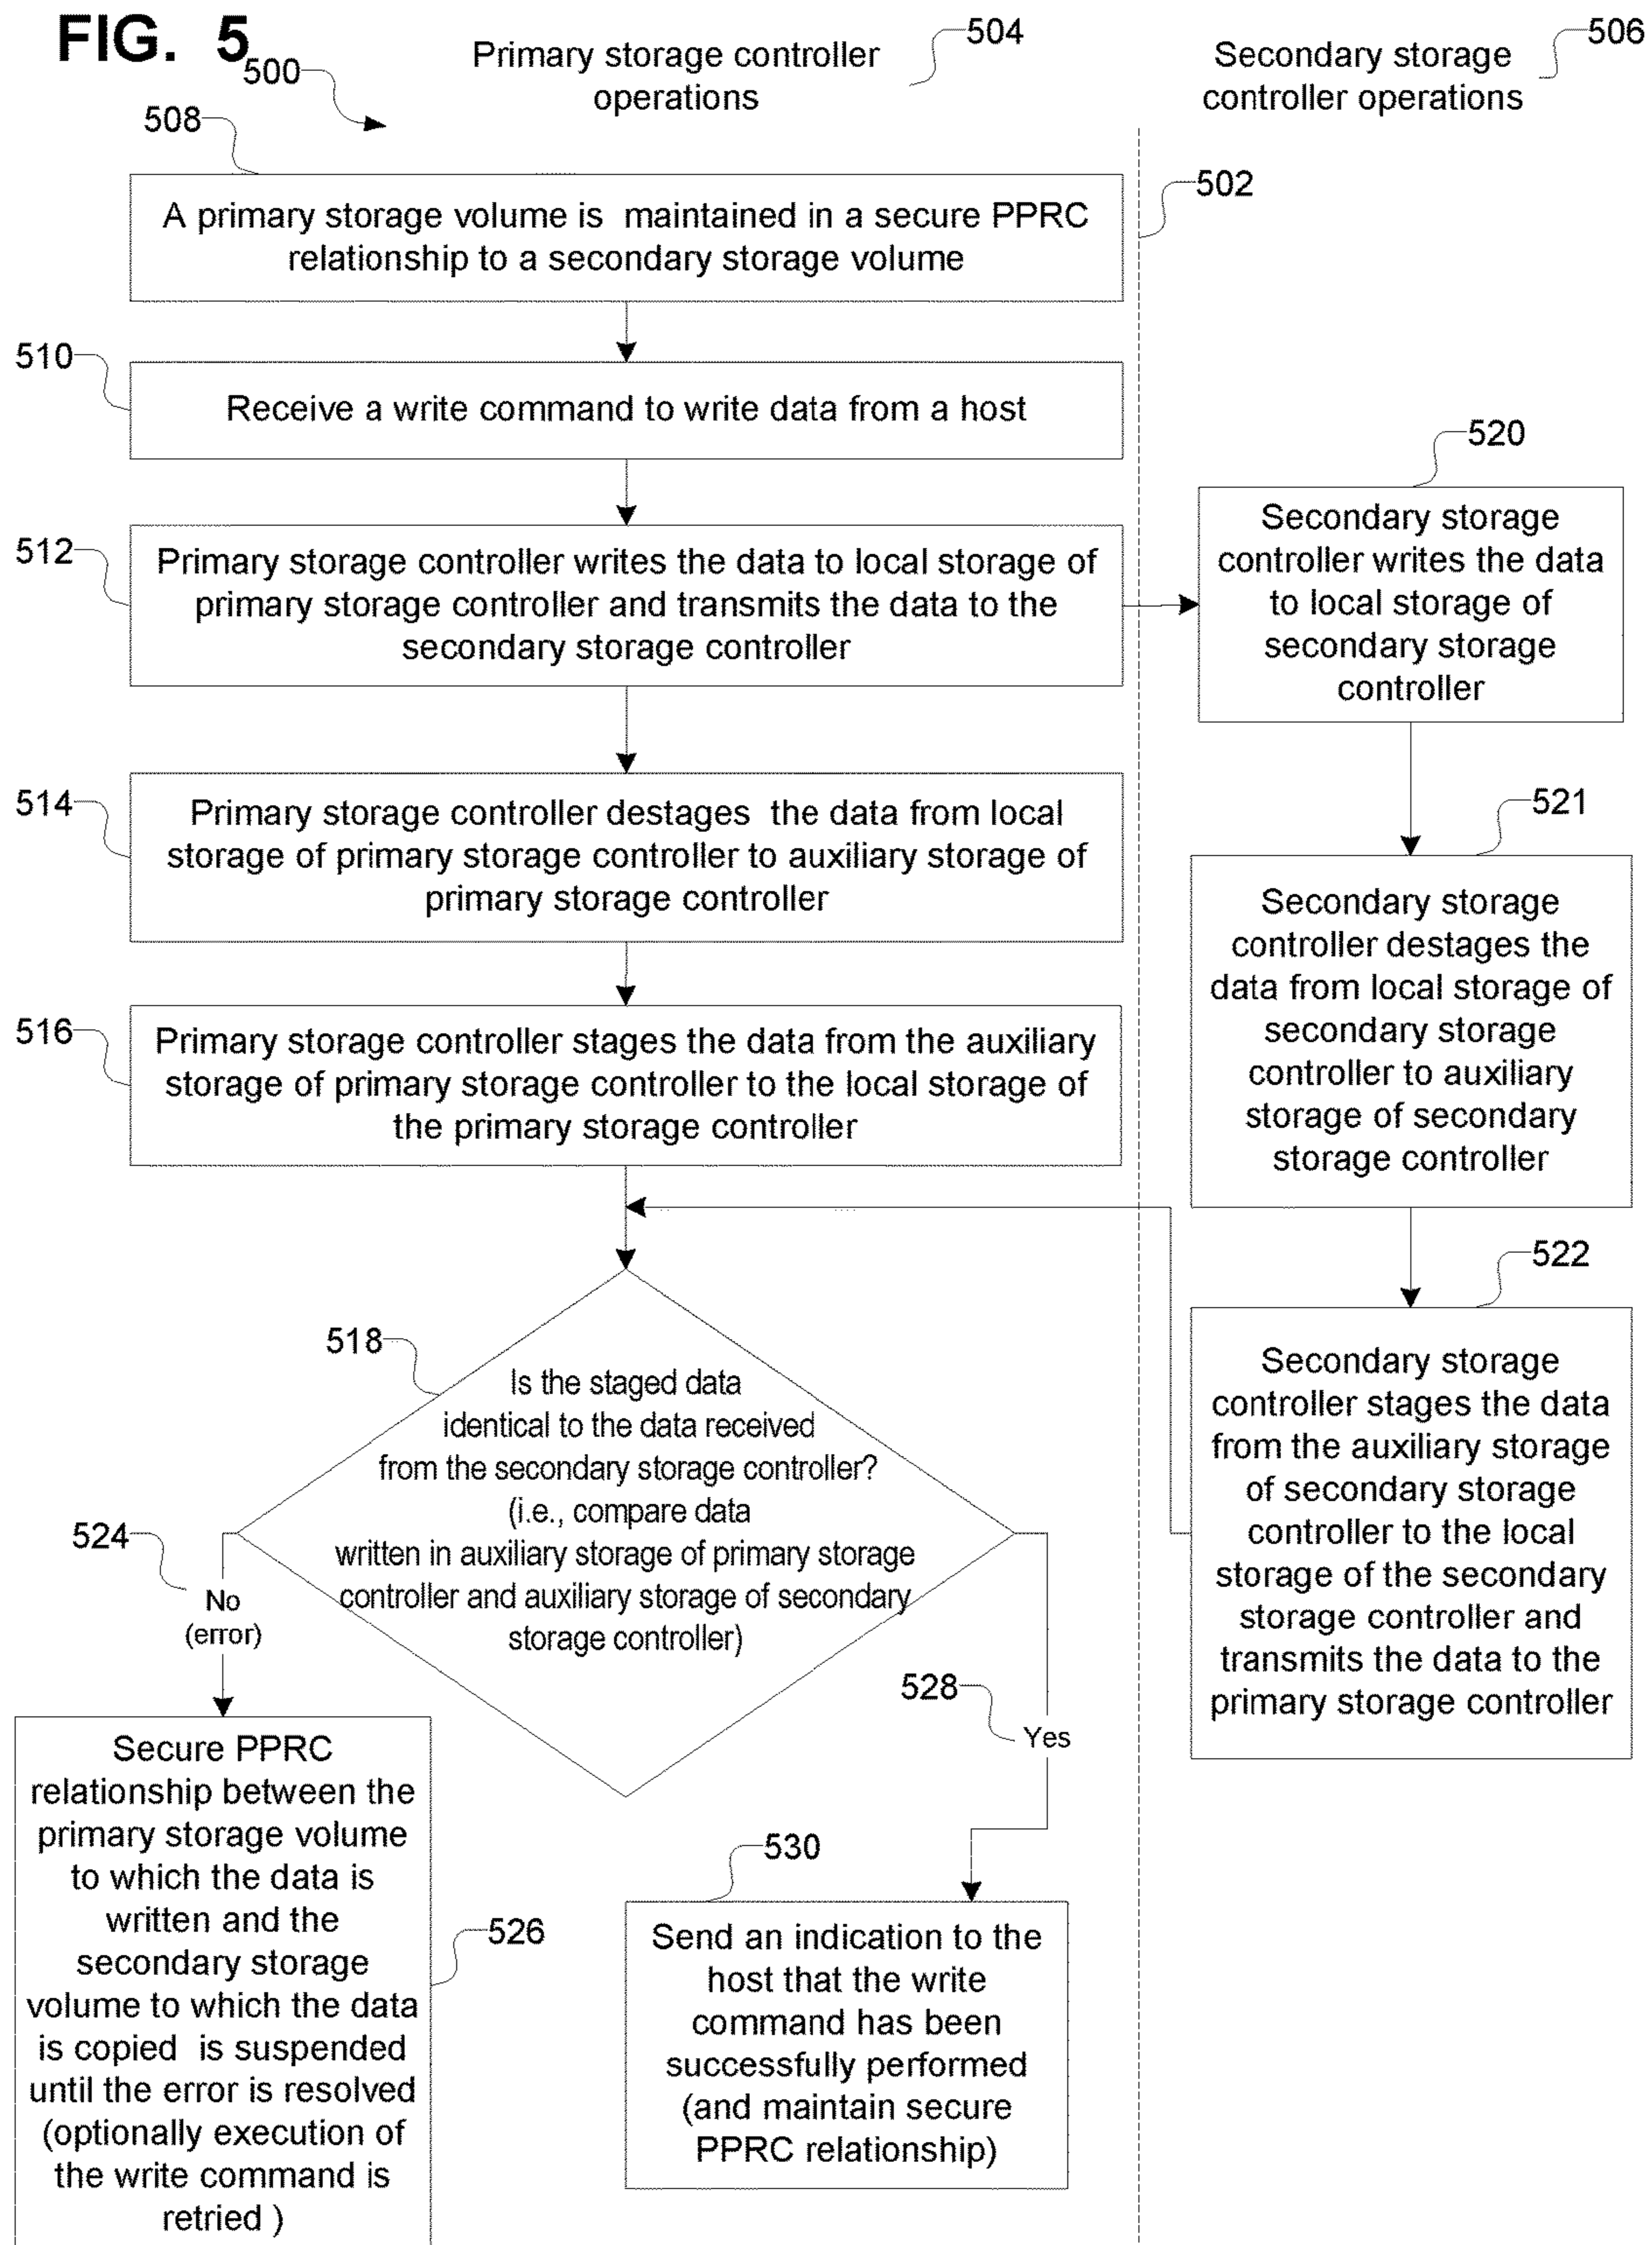 FIG. 5
500
Primary storage controller
operations
504
Secondary storage
controller operations
506
502
508
A primary storage volume is maintained in a secure PPRC
relationship to a secondary storage volume
510
Receive a write command to write data from a host
512
Primary storage controller writes the data to local storage of
primary storage controller and transmits the data to the
secondary storage controller
520
Secondary storage
controller writes the data
to local storage of
secondary storage
controller
514
Primary storage controller destages the data from local
storage of primary storage controller to auxiliary storage of
primary storage controller
521
Secondary storage
controller destages the
data from local storage of
secondary storage
controller to auxiliary
storage of secondary
storage controller
516
Primary storage controller stages the data from the auxiliary
storage of primary storage controller to the local storage of
the primary storage controller
522
Secondary storage
controller stages the data
from the auxiliary storage
of secondary storage
controller to the local
storage of the secondary
storage controller and
transmits the data to the
primary storage controller
518
Is the staged data
identical to the data received
from the secondary storage controller?
(i.e., compare data
written in auxiliary storage of primary storage
controller and auxiliary storage of secondary
storage controller)
524
No
(error)
528
Yes
Secure PPRC
relationship between the
primary storage volume
to which the data is
written and the
secondary storage
volume to which the data
is copied is suspended
until the error is resolved
(optionally execution of
the write command is
retried )
526
530
Send an indication to the
host that the write
command has been
successfully performed
(and maintain secure
PPRC relationship)